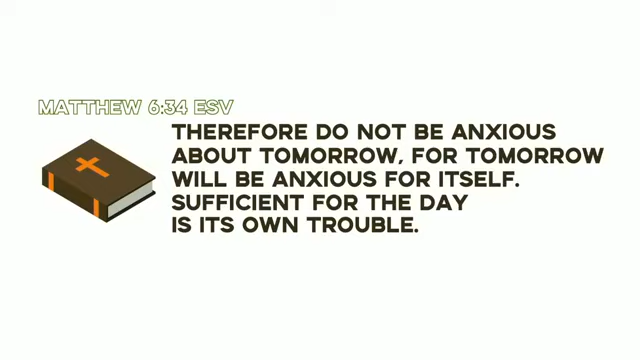 MATTHEW 6:34 ESV
THEREFORE DO NOT BE ANXIOUS
ABOUT TOMORROW, FOR TOMORROW
WILL BE ANXIOUS FOR ITSELF.
SUFFICIENT FOR THE DAY
IS ITS OWN TROUBLE.